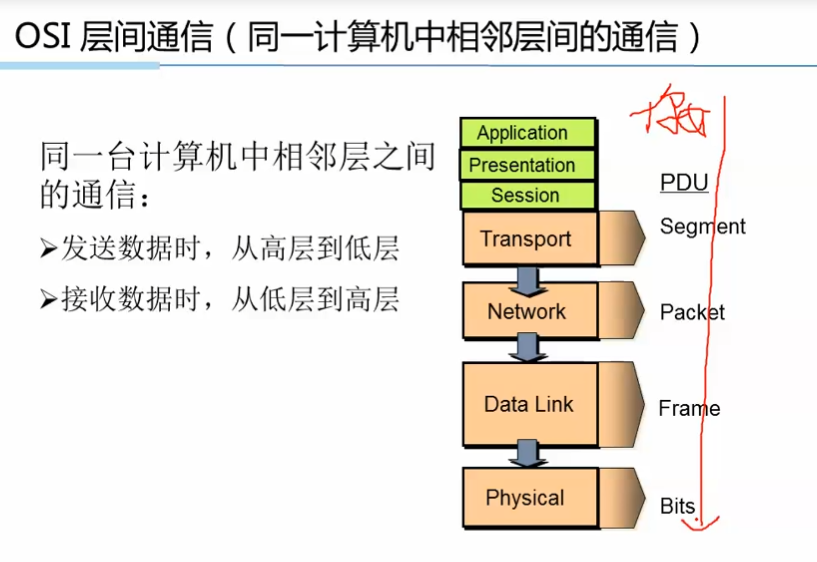 OSI 层间通信（同一计算机中相邻层间的通信）
同一台计算机中相邻层之间
的通信：
➢发送数据时，从高层到低层
➢接收数据时，从低层到高层
Application
Presentation
Session
PDU
Transport
Segment
Network
Packet
Data Link
Frame
Physical
Bits